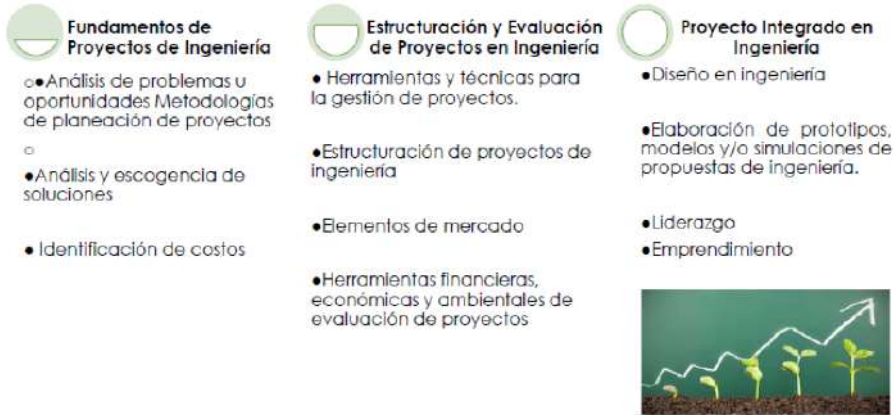 Fundamentos de
Proyectos de Ingeniería
○●Análisis de problemas u
oportunidades Metodologías
de planeación de proyectos
○
●Análisis y escogencia de
soluciones
● Identificación de costos
Estructuración y Evaluación
de Proyectos en Ingeniería
● Herramientas y técnicas para
la gestión de proyectos.
●Estructuración de proyectos de
ingeniería
●Elementos de mercado
●Herramientas financieras,
económicas y ambientales de
evaluación de proyectos
Proyecto Integrado en
Ingeniería
●Diseño en ingeniería
●Elaboración de prototipos,
modelos y/o simulaciones de
propuestas de ingeniería.
●Liderazgo
●Emprendimiento